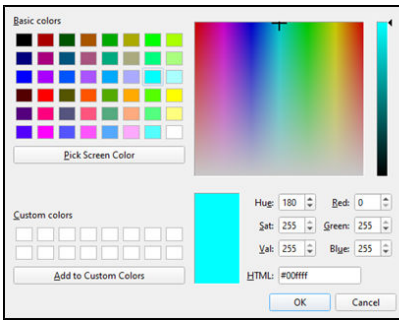 Basic colors
Pick Screen Color
Custom colors
Add to Custom Colors
Hue: 180 Red: 0
Sat: 255 Green: 255
Val: 255 Blue: 255
HTML: #00ffff
OK Cancel